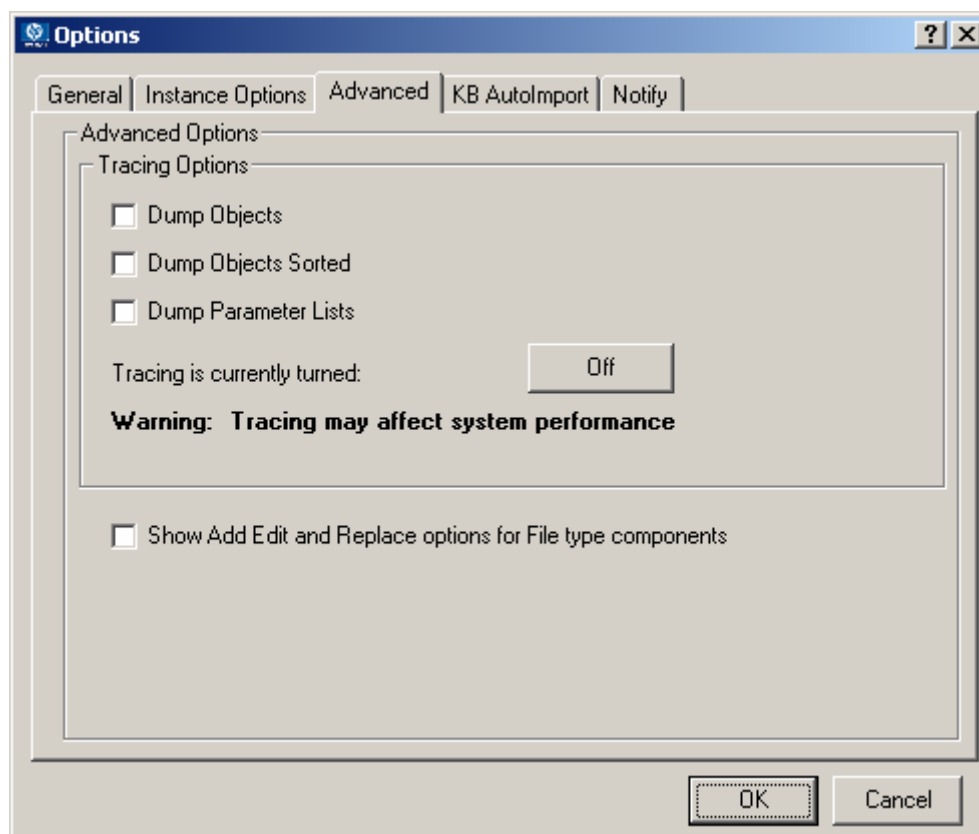 Options
General Instance Options Advanced KB AutoImport Notify
Advanced Options
Tracing Options
Dump Objects
Dump Objects Sorted
Dump Parameter Lists
Tracing is currently turned: Off
Warning: Tracing may affect system performance
Show Add Edit and Replace options for File type components
OK Cancel